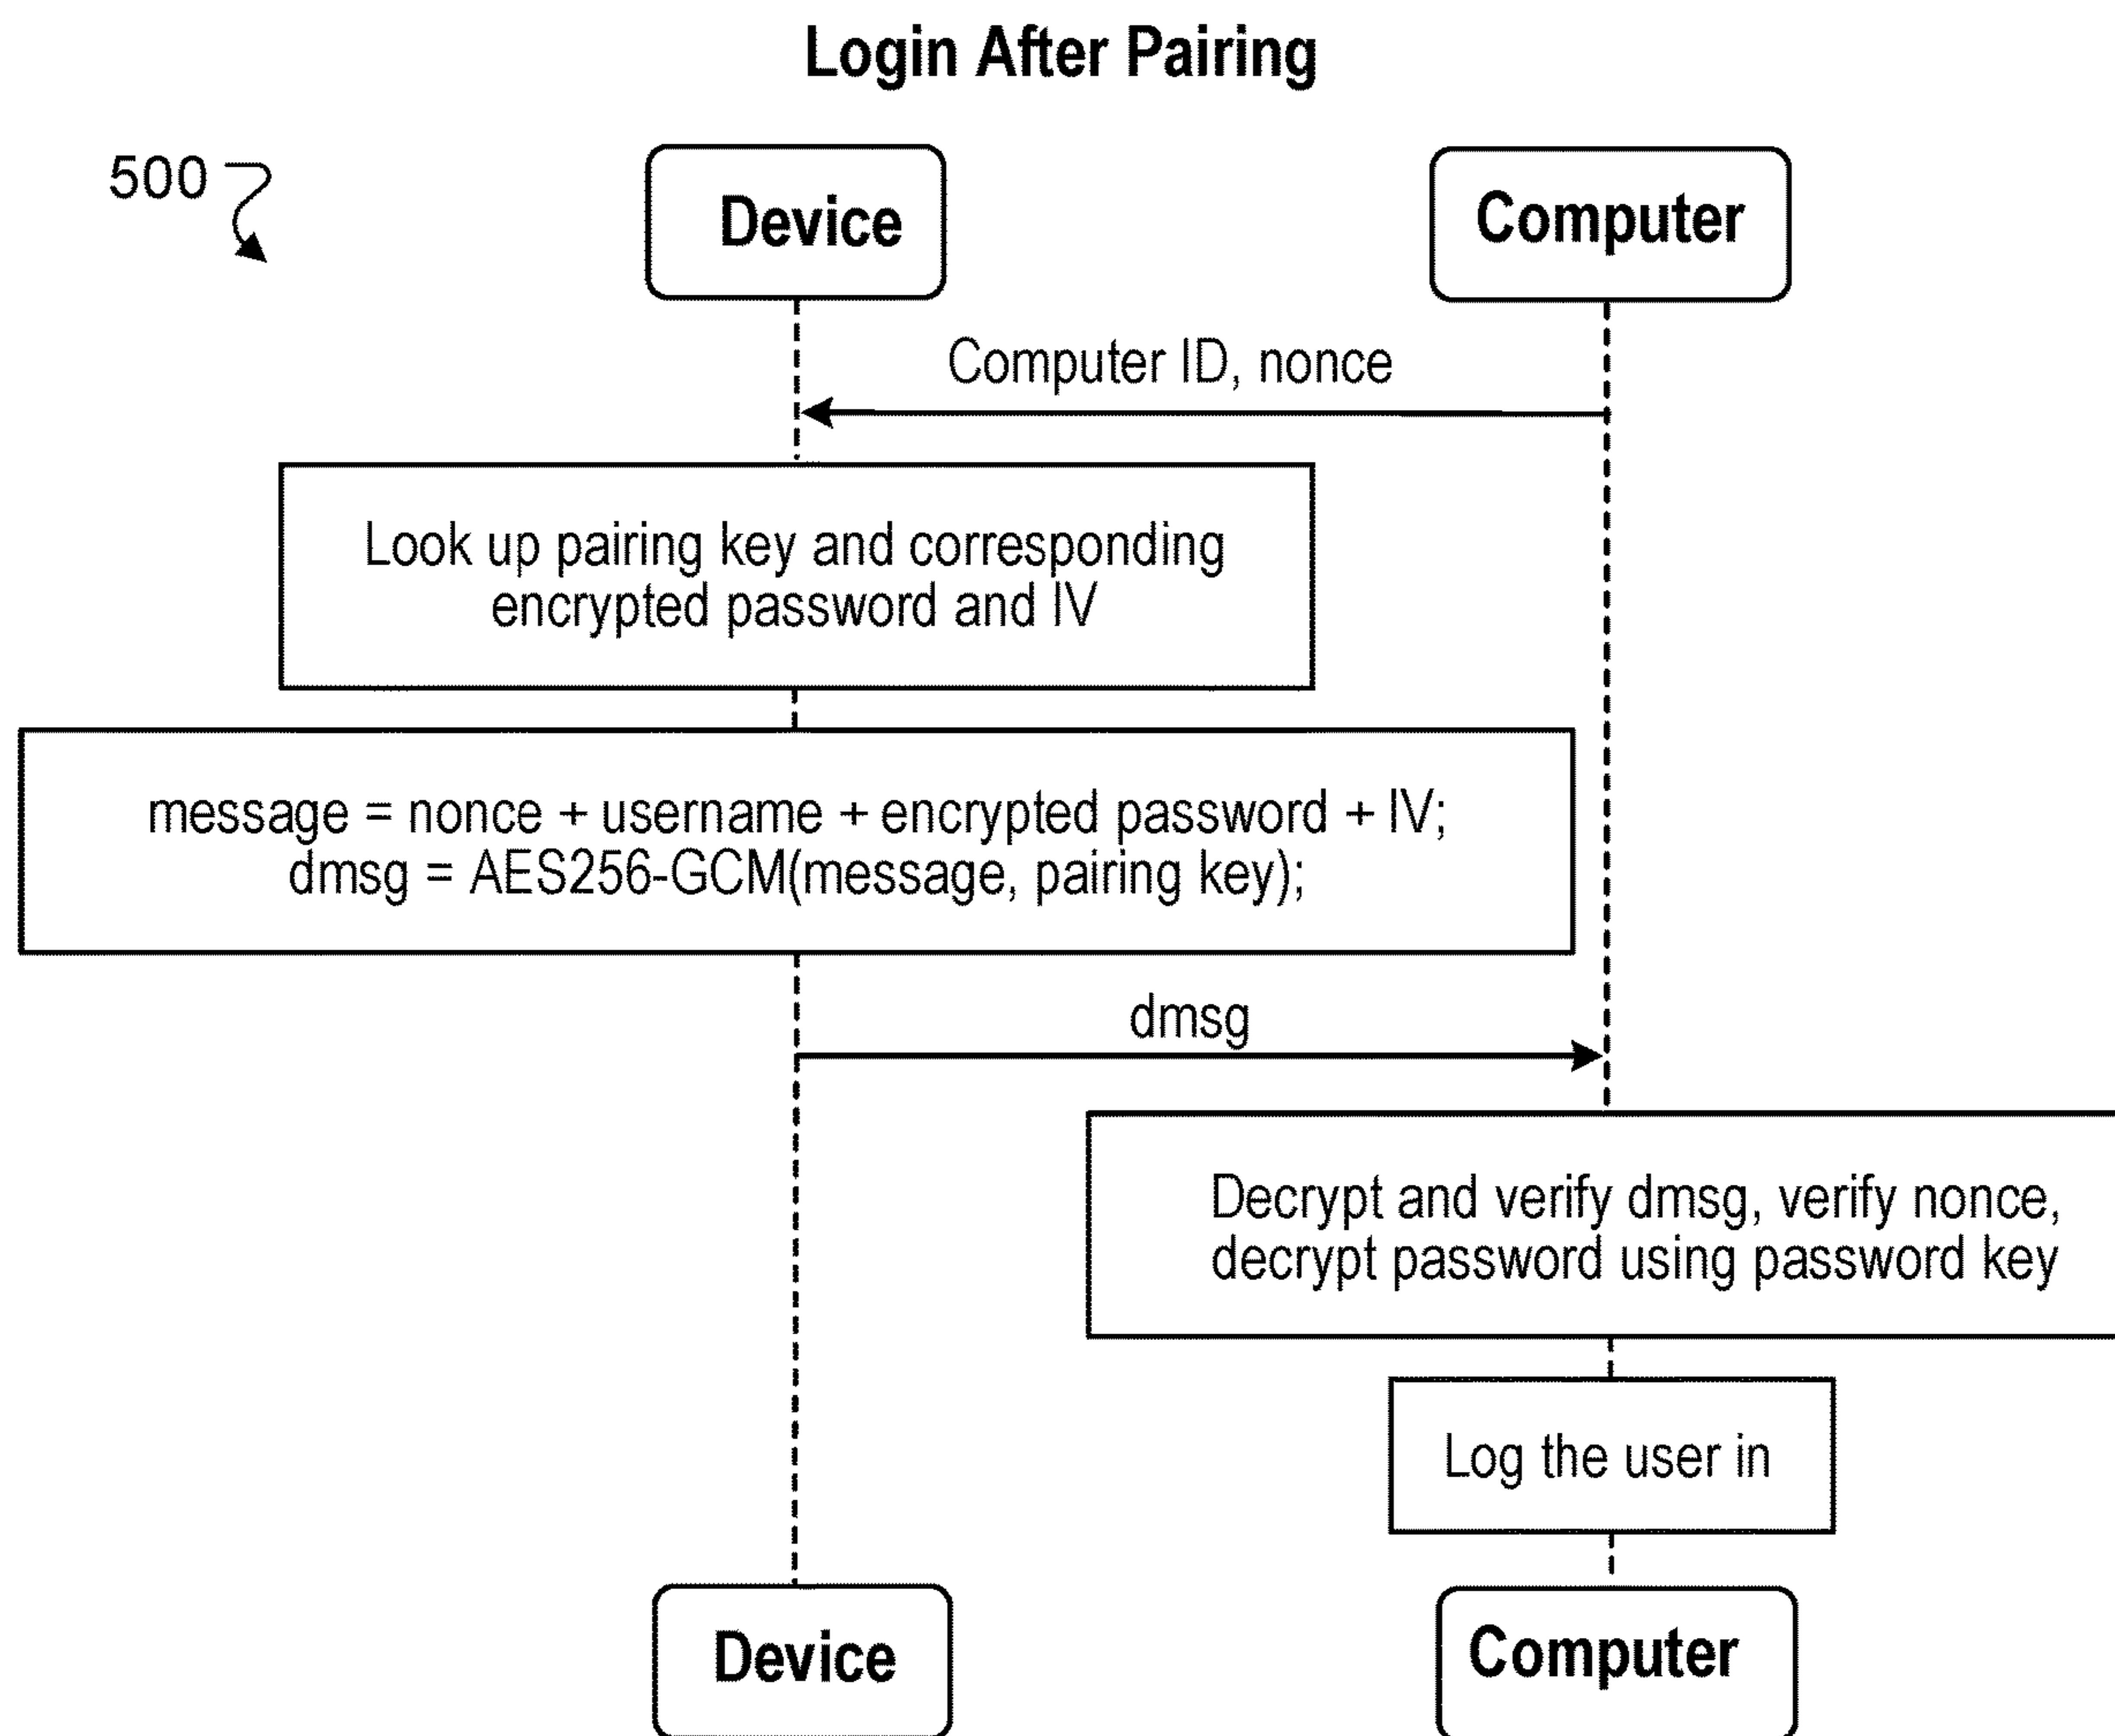 Login After Pairing
500
Device
Computer
Computer ID, nonce
Look up pairing key and corresponding
encrypted password and IV
message = nonce + username + encrypted password + IV;
dmsg = AES256-GCM(message, pairing key);
dmsg
Decrypt and verify dmsg, verify nonce,
decrypt password using password key
Log the user in
Device
Computer